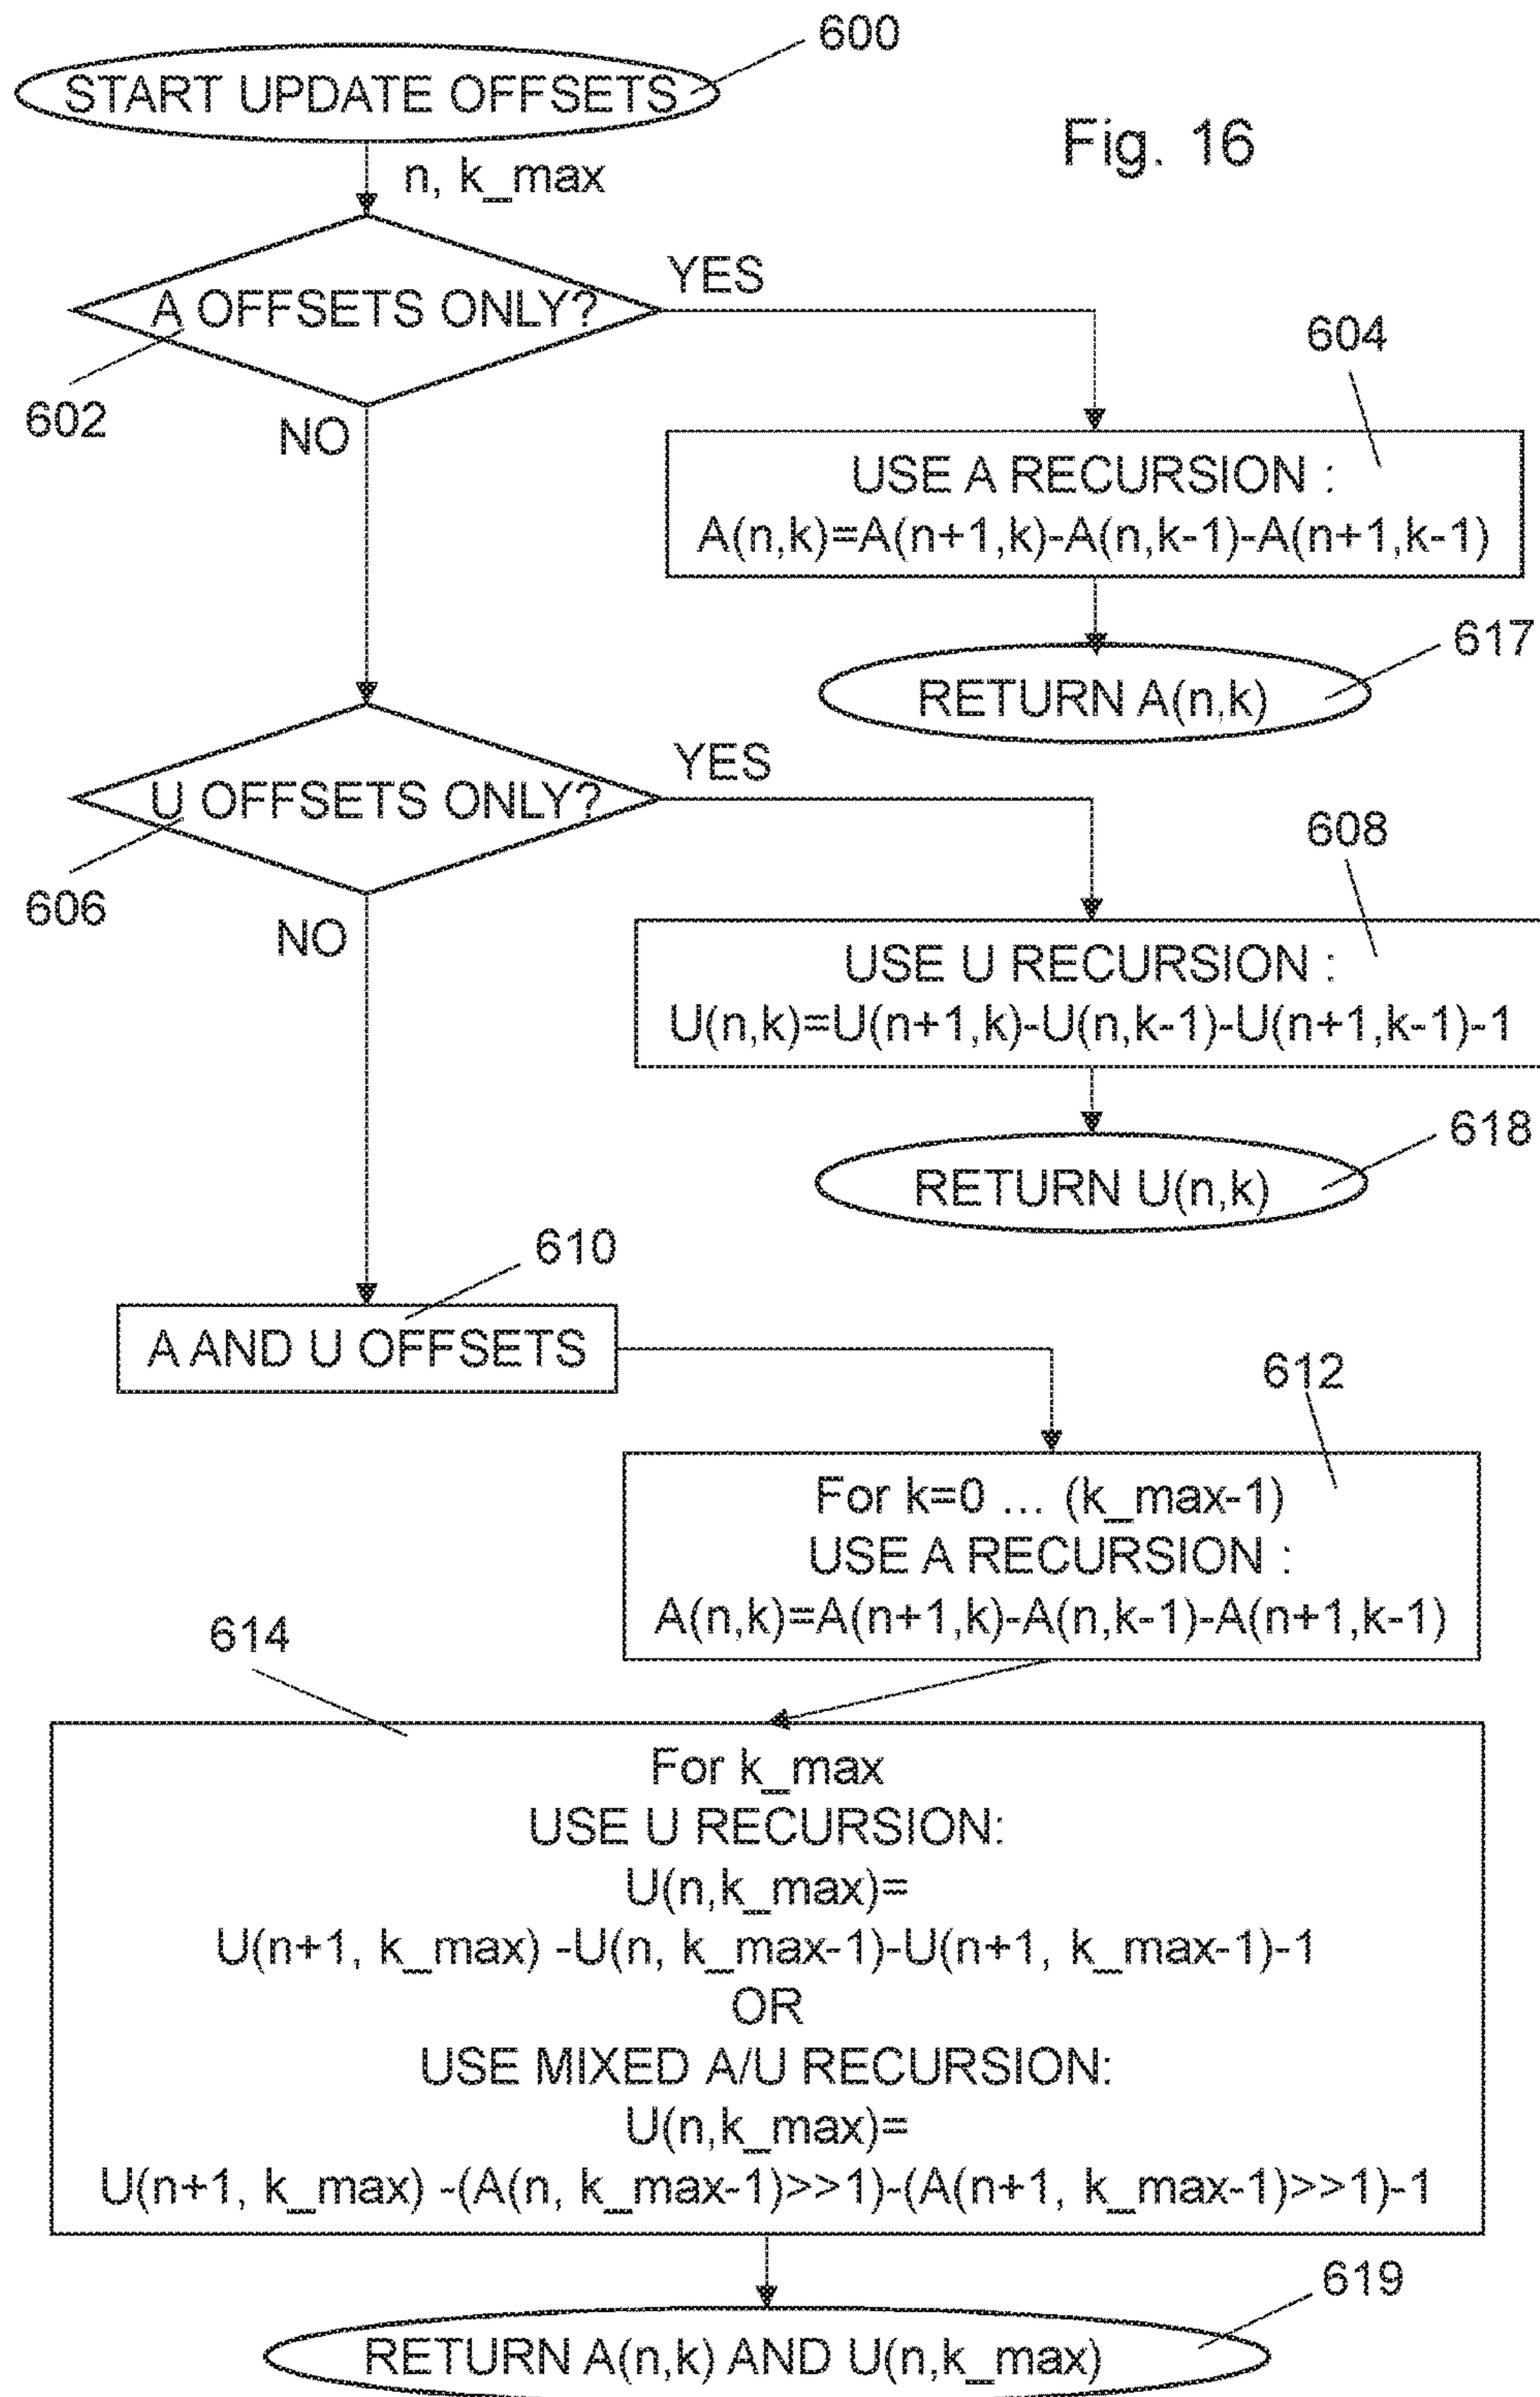 600
START UPDATE OFFSETS
Fig. 16
n, k_max
A OFFSETS ONLY?
YES
602
NO
604
USE A RECURSION :
A(n,k)=A(n+1,k)-A(n,k-1)-A(n+1,k-1)
617
RETURN A(n,k)
U OFFSETS ONLY?
YES
606
NO
608
USE U RECURSION :
U(n,k)=U(n+1,k)-U(n,k-1)-U(n+1,k-1)-1
618
RETURN U(n,k)
610
A AND U OFFSETS
612
For k=0 ... (k_max-1)
USE A RECURSION :
A(n,k)=A(n+1,k)-A(n,k-1)-A(n+1,k-1)
614
For k_max
USE U RECURSION:
U(n,k_max)=
U(n+1, k_max) -U(n, k_max-1)-U(n+1, k_max-1)-1
OR
USE MIXED A/U RECURSION:
U(n,k_max)=
U(n+1, k_max) -(A(n, k_max-1)>>1)-(A(n+1, k_max-1)>>1)-1
619
RETURN A(n,k) AND U(n,k_max)